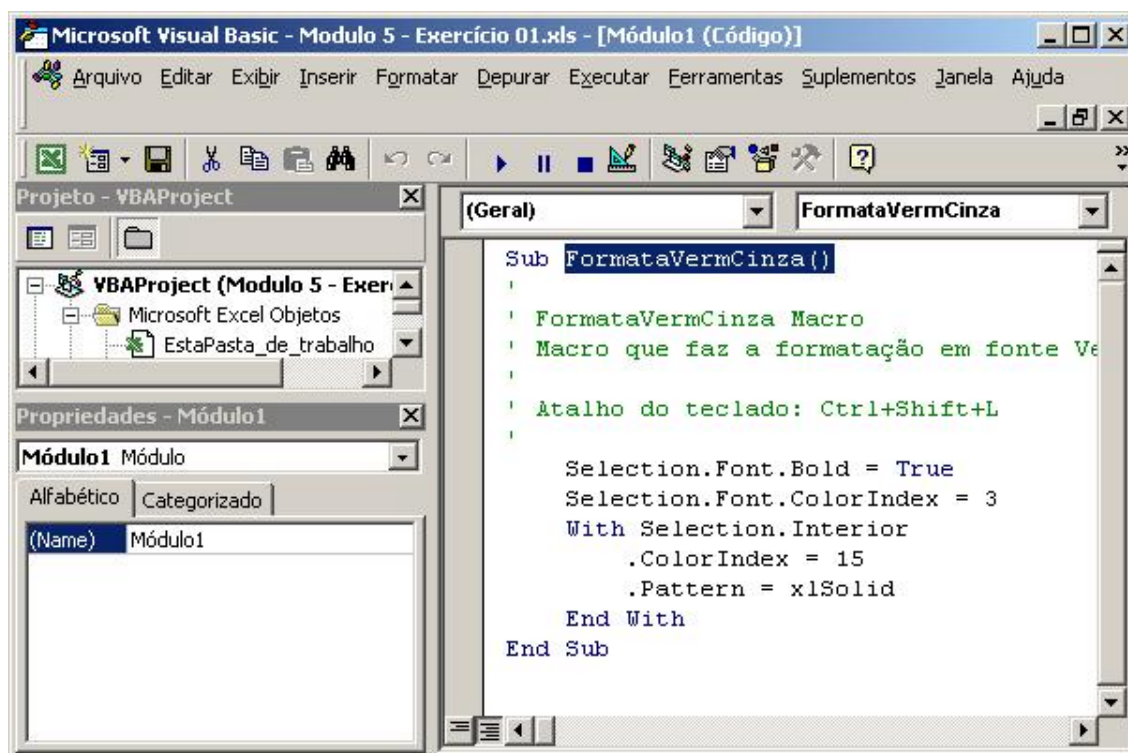 Microsoft Visual Basic - Modulo 5 - Exercício 01.xls - [Módulo1 (Código)]
Arquivo Editar Exibir Inserir Formatar Depurar Executar Ferramentas Suplementos Janela Ajuda
Projeto - VBAProject
VBAProject (Modulo 5 - Exer
Microsoft Excel Objetos
EstaPasta_de_trabalho
Propriedades - Módulo1
Módulo1 Módulo
Alfabético Categorizado
(Name) Módulo1
(Geral) FormataVermCinza
Sub FormataVermCinza()
'
' FormataVermCinza Macro
' Macro que faz a formatação em fonte Ve
'
' Atalho do teclado: Ctrl+Shift+L
'
Selection.Font.Bold = True
Selection.Font.ColorIndex = 3
With Selection.Interior
.ColorIndex = 15
.Pattern = xlSolid
End With
End Sub